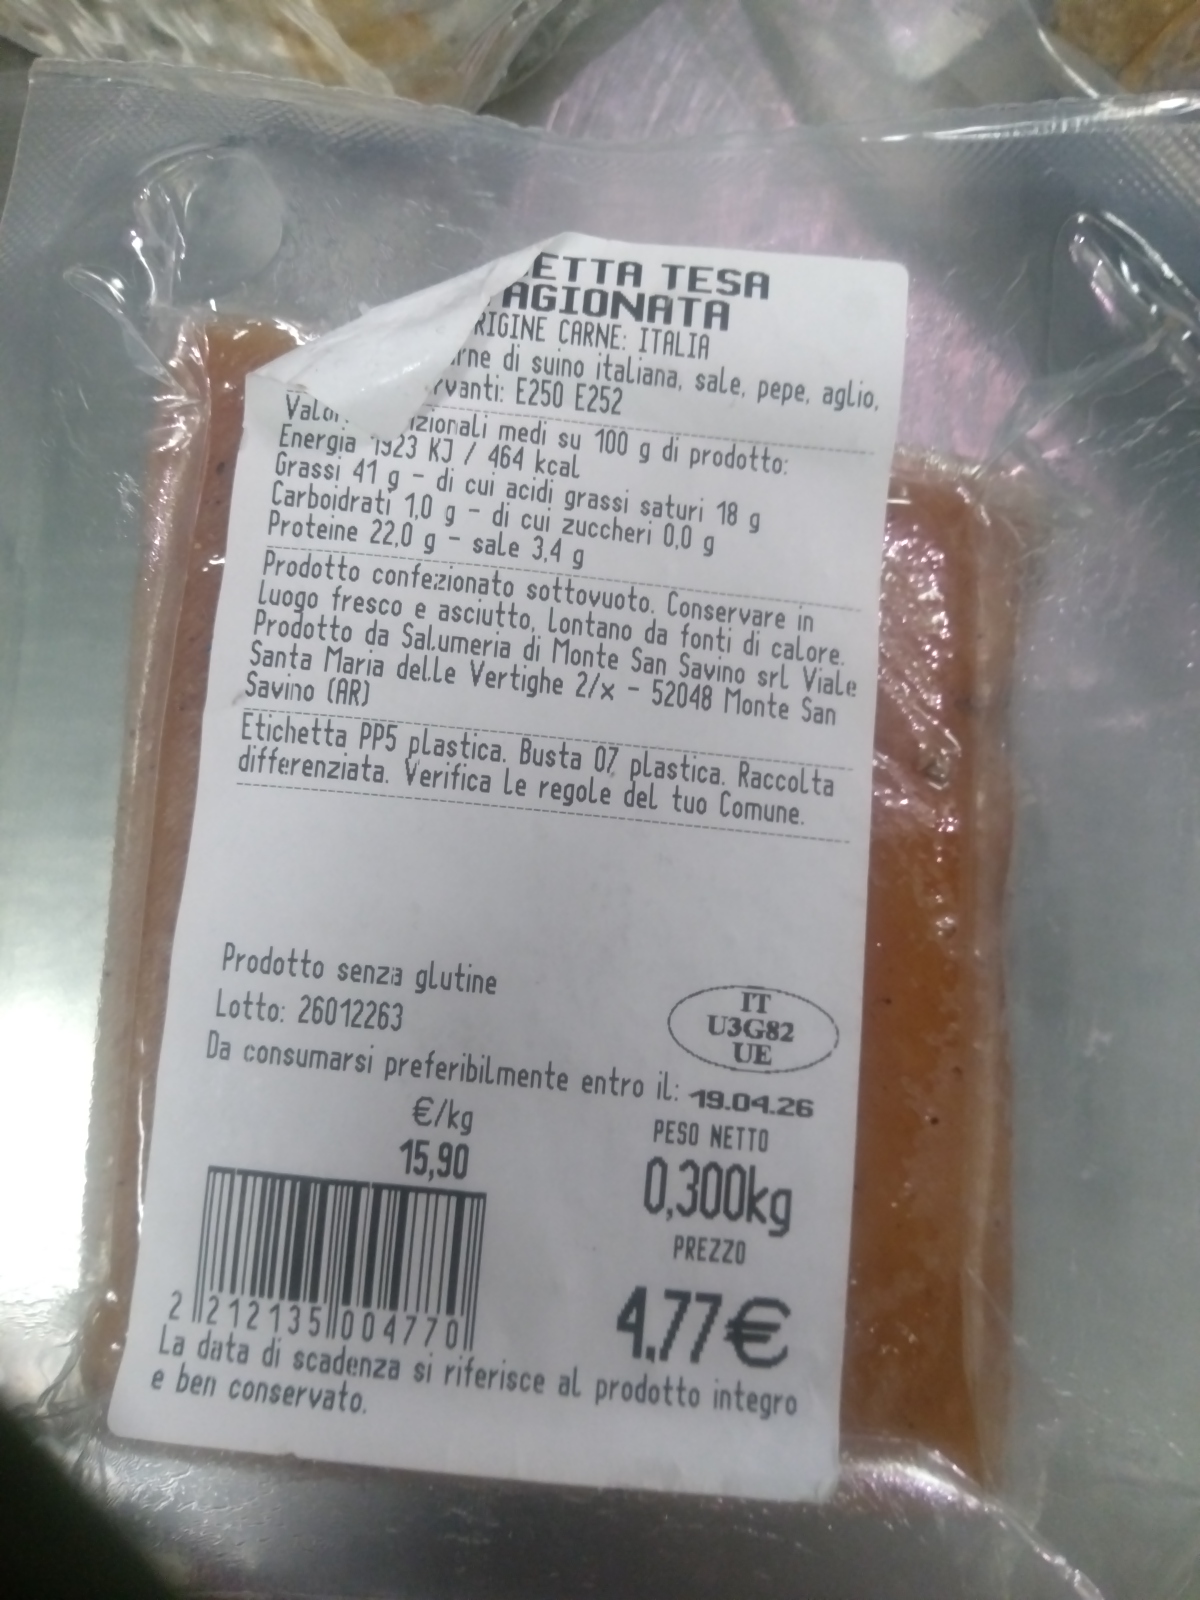 ETTA TESA
AGIONATA
RIGINE CARNE: ITALIA
rne di suino italiana, sale, pepe, aglio,
vanti: E250 E252
Valor izionali medi su 100 g di prodotto:
Energia 1923 KJ / 464 kcal
Grassi 41 g - di cui acidi grassi saturi 18 g
Carboidrati 1,0 g - di cui zuccheri 0,0 g
Proteine 22,0 g - sale 3,4 g
Prodotto confezionato sottovuoto. Conservare in
Luogo fresco e asciutto, Lontano da fonti di calore.
Prodotto da Salumeria di Monte San Savino srl Viale
Santa Maria delle Vertighe 2/x - 52048 Monte San
Savino (AR)
Etichetta PP5 plastica. Busta 07 plastica. Raccolta
differenziata. Verifica Le regole del tuo Comune.
Prodotto senza glutine
Lotto: 26012263
IT
U3G82
UE
Da consumarsi preferibilmente entro il: 19.04.26
€/kg
15,90
PESO NETTO
0,300kg
PREZZO
4.77€
2 212135 004770
La data di scadenza si riferisce al prodotto integro
e ben conservato.